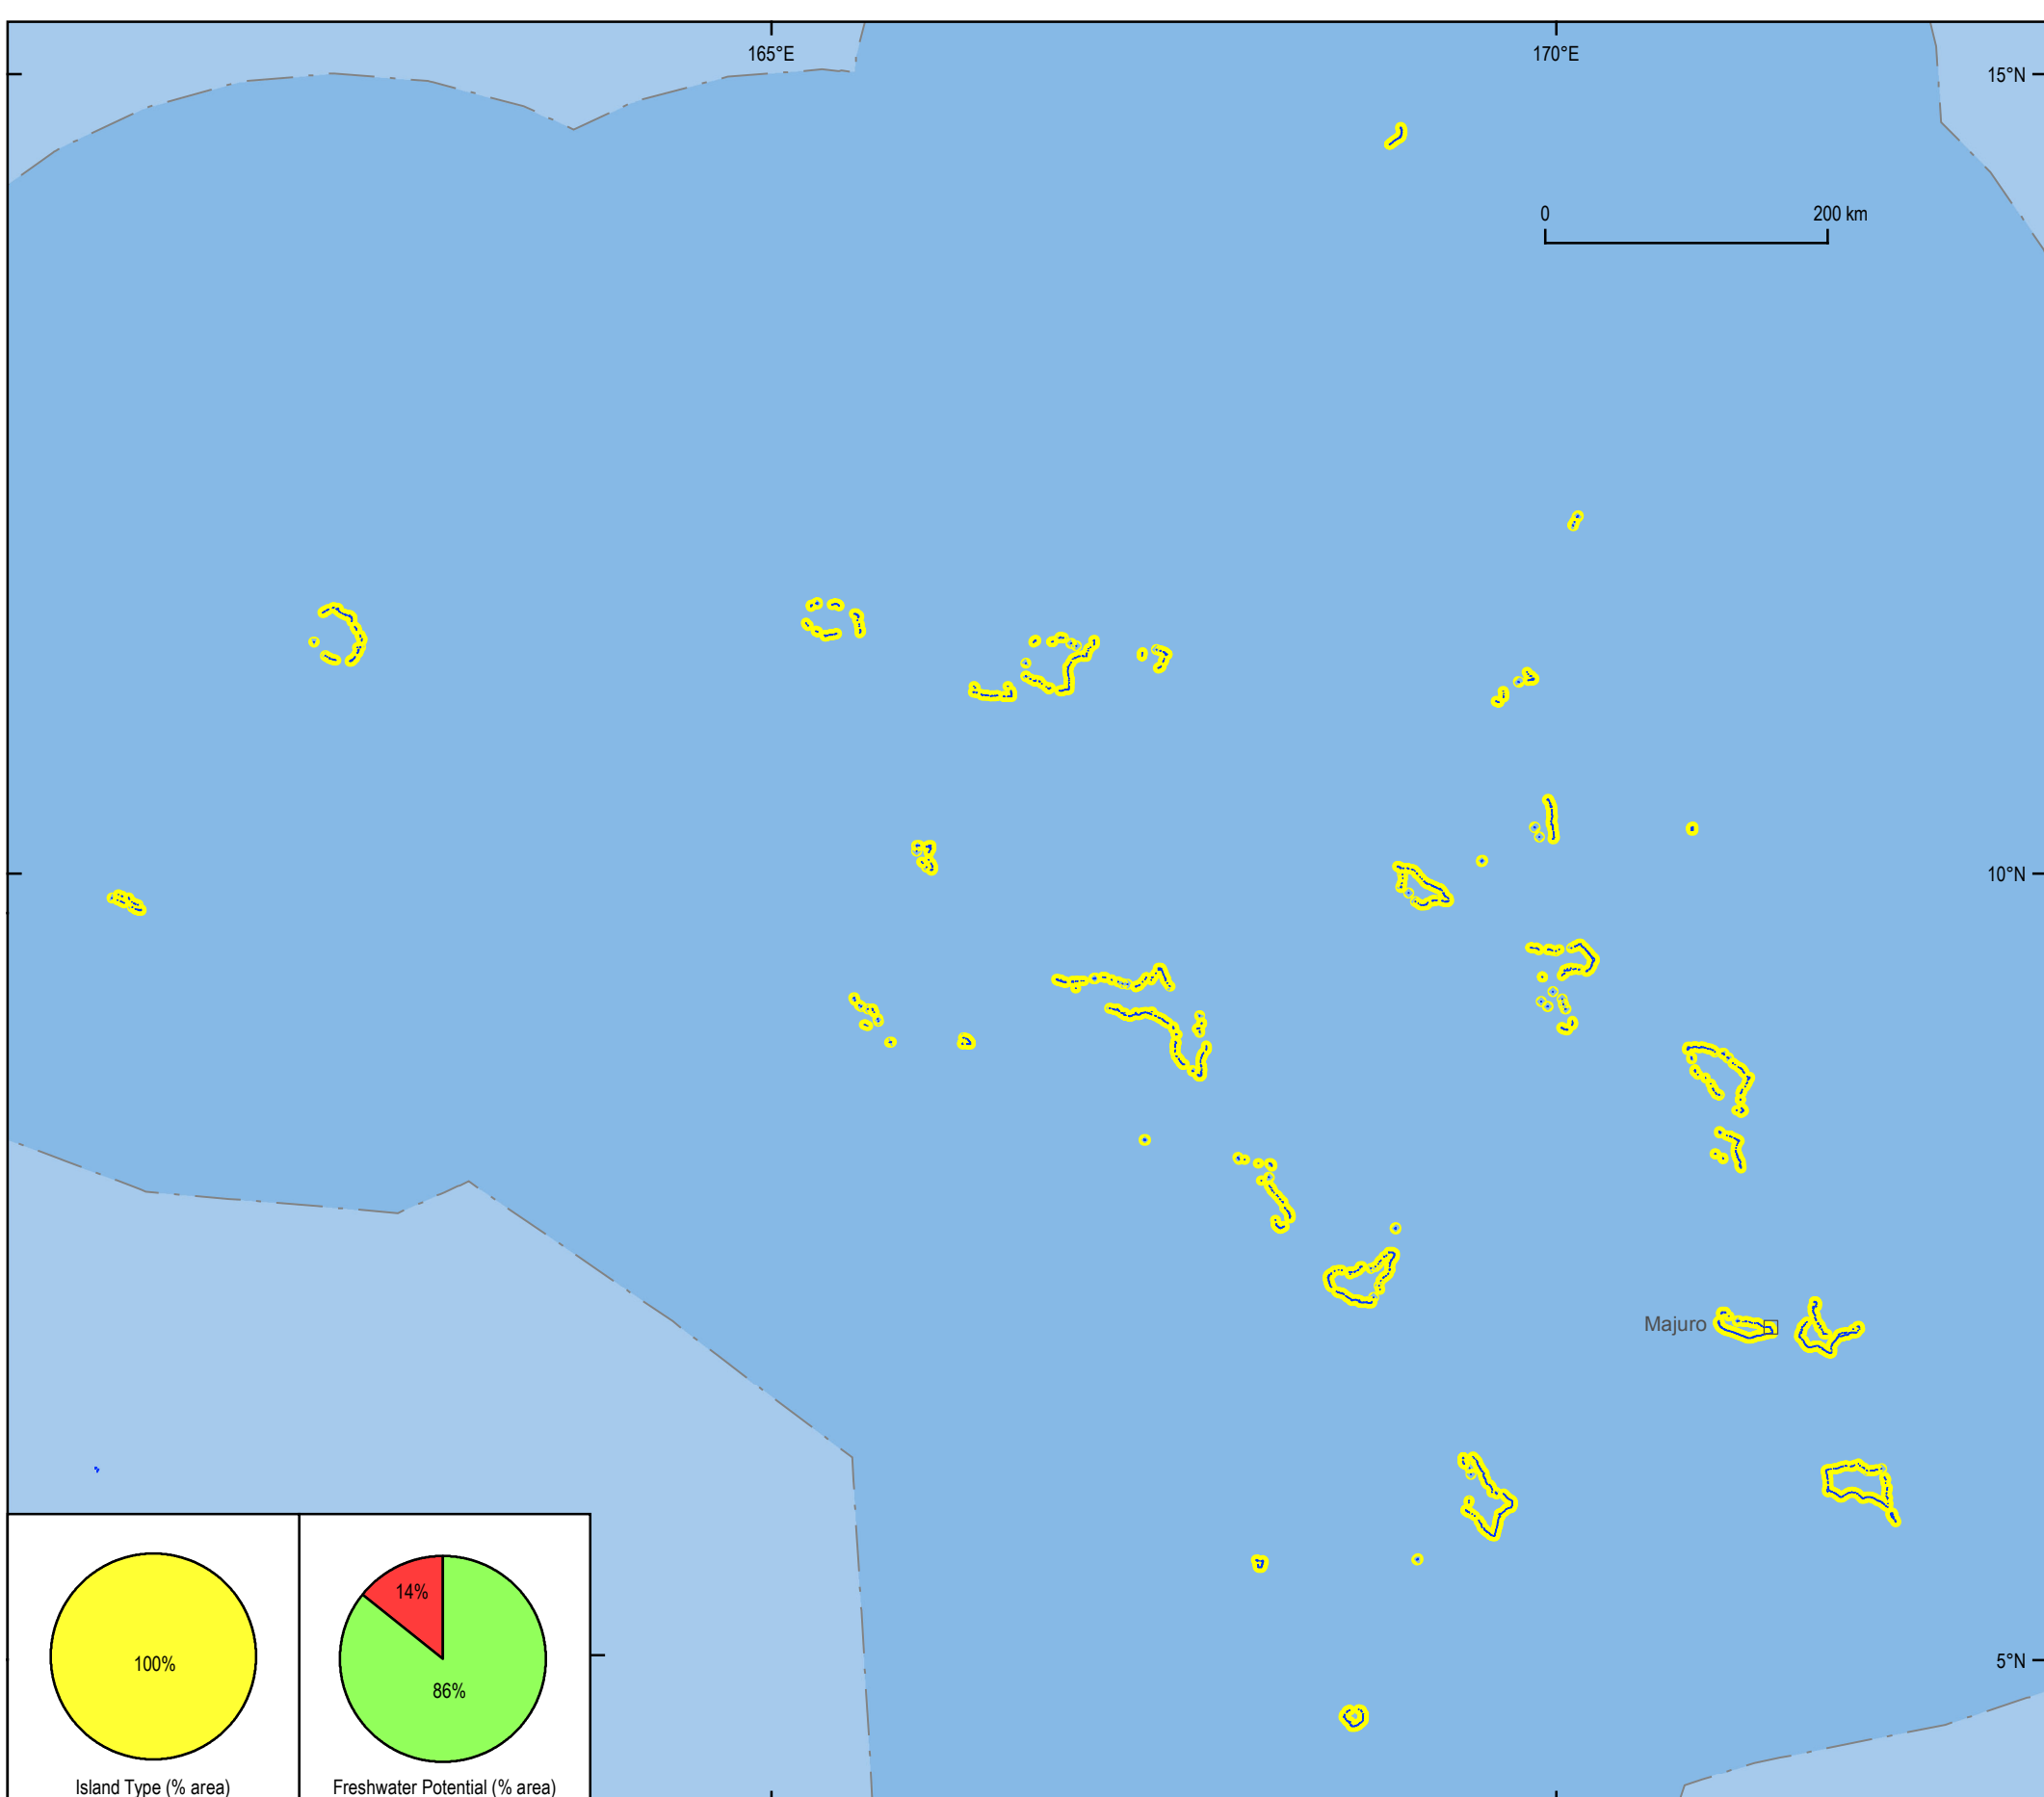 165°E
170°E
15°N
0
200 km
10°N
Majuro
14%
100%
86%
5°N
Island Type (% area)
Freshwater Potential (% area)